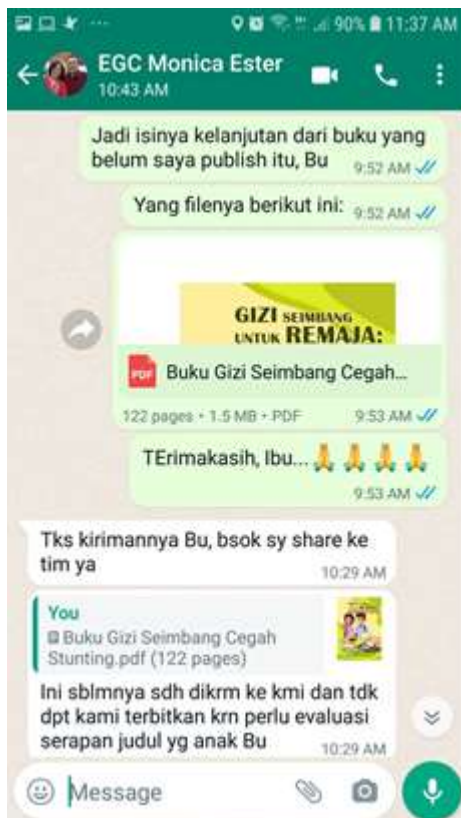 90% 11:37 AM
EGC Monica Ester
10:43 AM
Jadi isinya kelanjutan dari buku yang
belum saya publish itu, Bu 9:52 AM
Yang filenya berikut ini: 9:52 AM
GIZI SEIMBANG
UNTUK REMAJA:
PDF Buku Gizi Seimbang Cegah...
122 pages • 1.5 MB • PDF 9:53 AM
TErimakasih, Ibu...🙏🙏🙏🙏
9:53 AM
Tks kirimannya Bu, bsok sy share ke
tim ya 10:29 AM
You
Buku Gizi Seimbang Cegah
Stunting.pdf (122 pages)
Ini sblmnya sdh dikrm ke kmi dan tdk
dpt kami terbitkan krn perlu evaluasi
serapan judul yg anak Bu 10:29 AM
Message